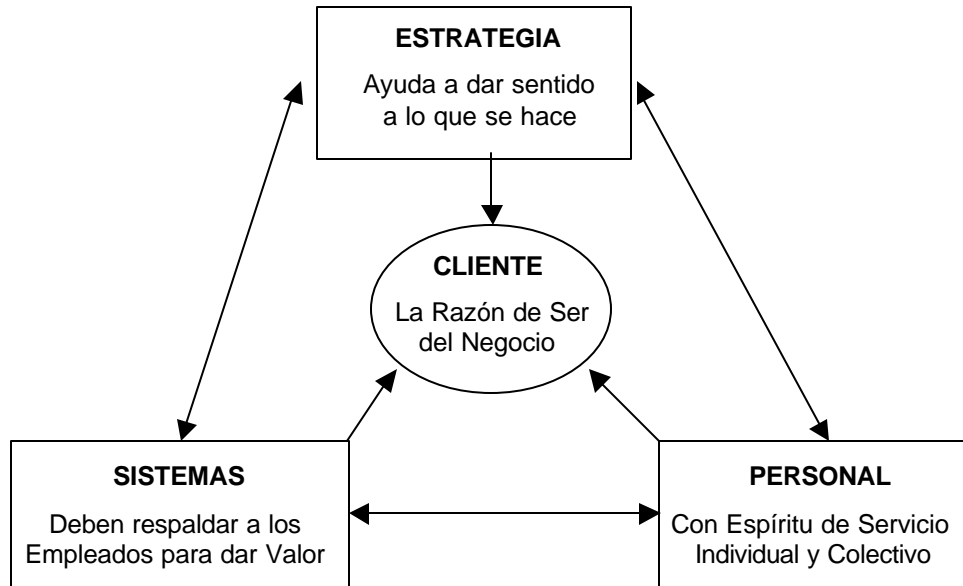 ESTRATEGIA
Ayuda a dar sentido
a lo que se hace
CLIENTE
La Razón de Ser
del Negocio
SISTEMAS
Deben respaldar a los
Empleados para dar Valor
PERSONAL
Con Espíritu de Servicio
Individual y Colectivo